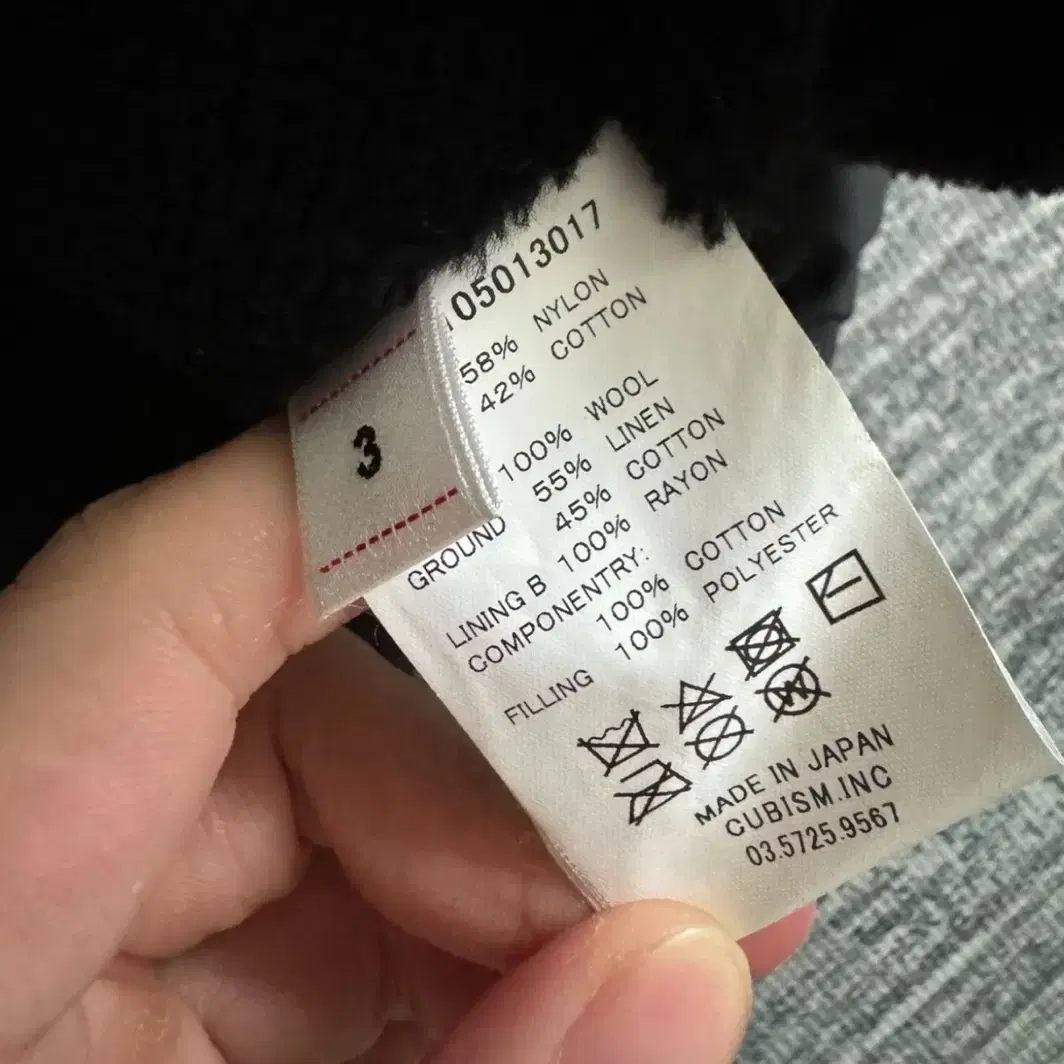 3
05013017
58% NYLON
42% COTTON
100% WOOL
GROUND 55% LINEN
45% COTTON
LINING B 100% RAYON
COMPONENTRY:
100% COTTON
FILLING 100% POLYESTER
W
MADE IN JAPAN
CUBISM.INC
03.5725.9567